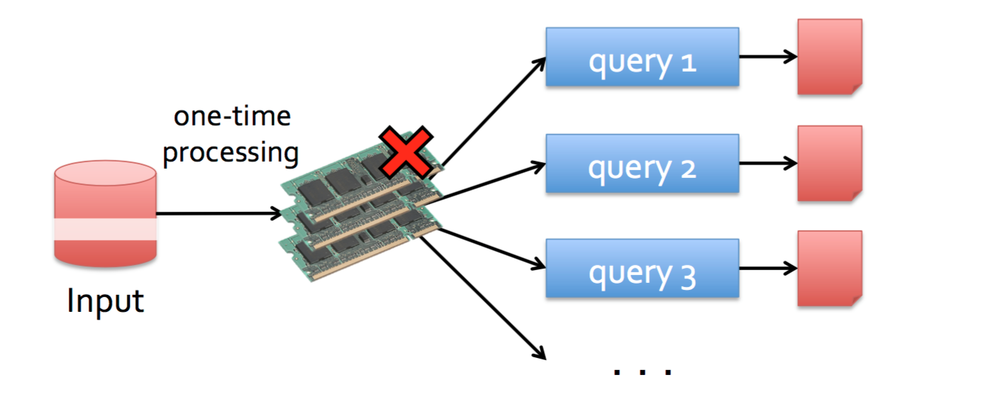 one-time
processing
Input
query 1
query 2
query 3
. . .